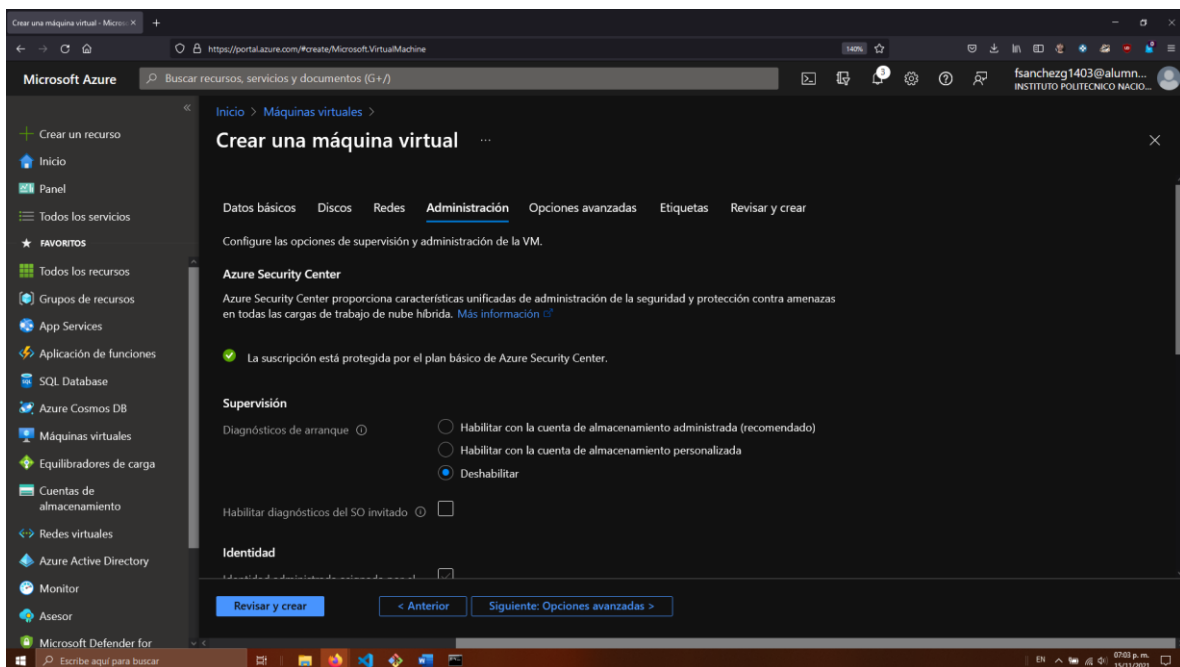 Crear una máquina virtual - Micros
https://portal.azure.com/#create/Microsoft.VirtualMachine
140%
Microsoft Azure
Buscar recursos, servicios y documentos (G+/)
3
fsanchezg1403@alumn...
INSTITUTO POLITECNICO NACIO...
Crear un recurso
Inicio
Panel
Todos los servicios
FAVORITOS
Todos los recursos
Grupos de recursos
App Services
Aplicación de funciones
SQL Database
Azure Cosmos DB
Máquinas virtuales
Equilibradores de carga
Cuentas de
almacenamiento
Redes virtuales
Azure Active Directory
Monitor
Asesor
Microsoft Defender for
Inicio > Máquinas virtuales >
Crear una máquina virtual ...
Datos básicos Discos Redes Administración Opciones avanzadas Etiquetas Revisar y crear
Configure las opciones de supervisión y administración de la VM.
Azure Security Center
Azure Security Center proporciona características unificadas de administración de la seguridad y protección contra amenazas
en todas las cargas de trabajo de nube híbrida. Más información
La suscripción está protegida por el plan básico de Azure Security Center.
Supervisión
Diagnósticos de arranque
Habilitar con la cuenta de almacenamiento administrada (recomendado)
Habilitar con la cuenta de almacenamiento personalizada
Deshabilitar
Habilitar diagnósticos del SO invitado
Identidad
Identidad administrada asignada por el
Revisar y crear < Anterior Siguiente: Opciones avanzadas >
Escribe aquí para buscar
EN
07:03 p. m.
15/11/2021